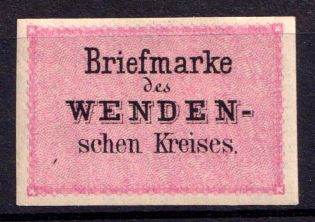 Briefmarke
des
WENDEN-
schen Kreises.